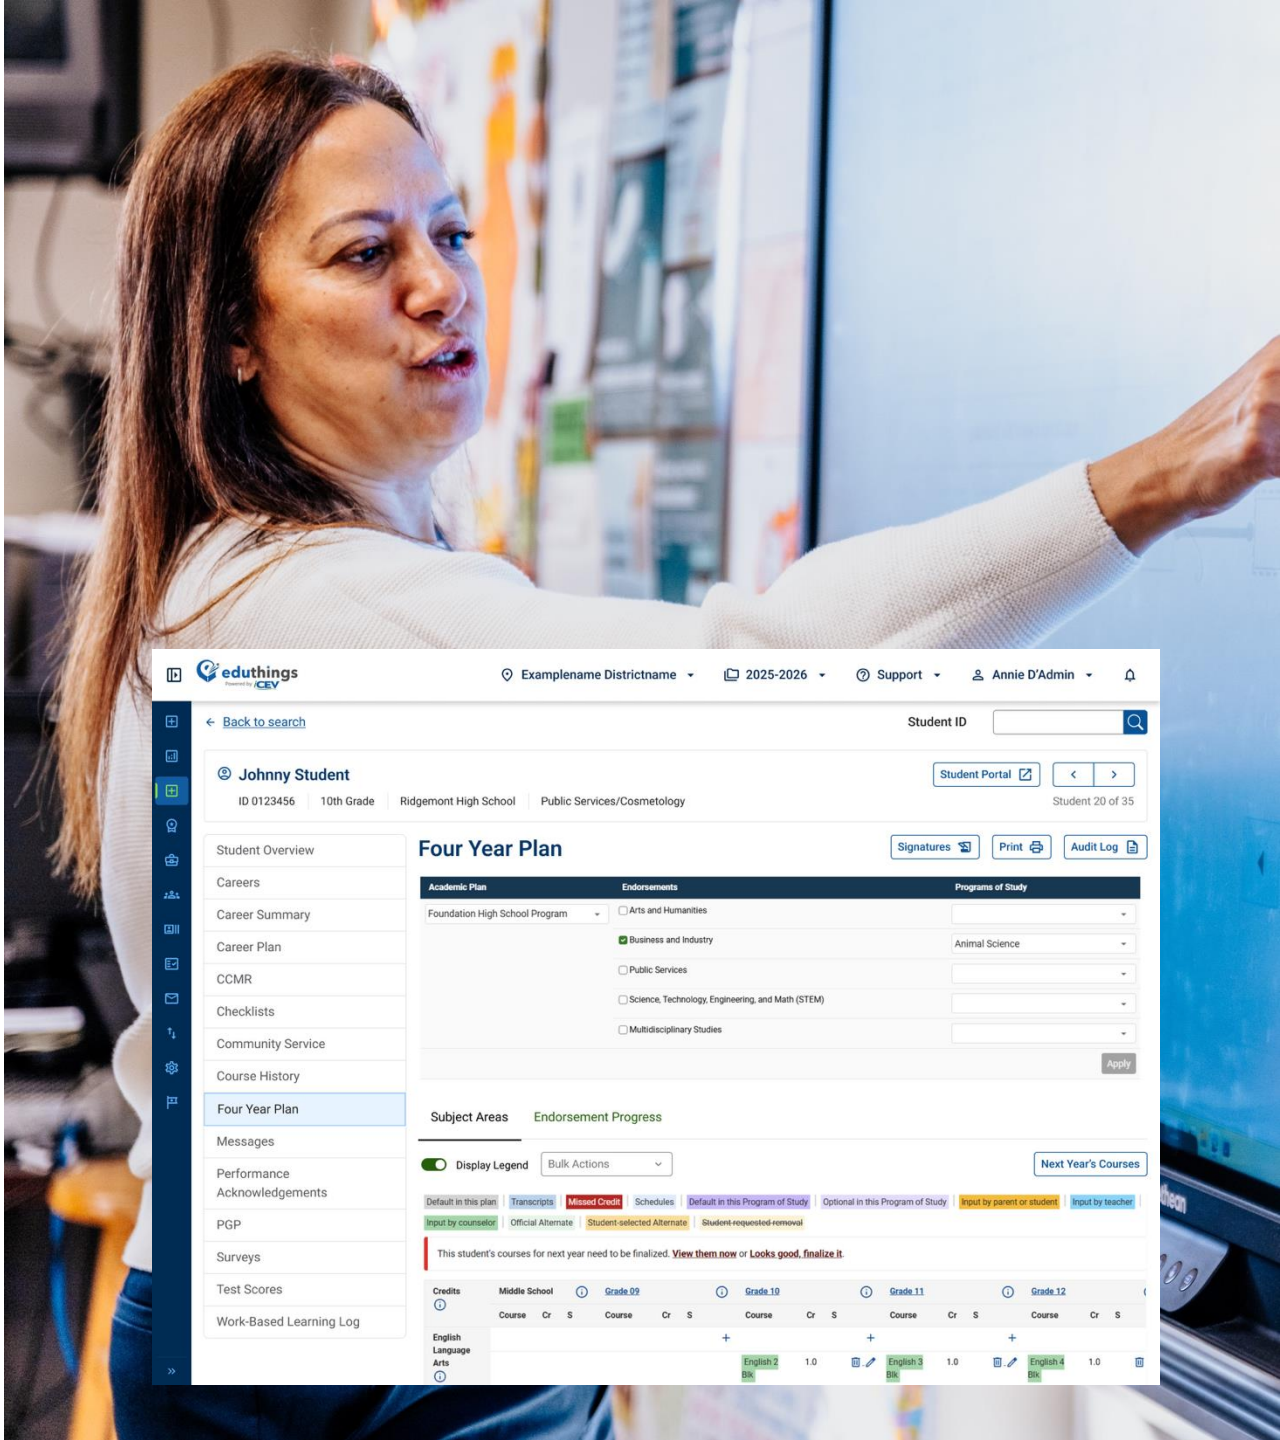 eduthings
Powered by iCEV
Examplename Districtname
2025-2026
Support
Annie D'Admin
Back to search
Student ID
Johnny Student
ID 0123456
10th Grade
Ridgemont High School
Public Services/Cosmetology
Student Portal
Student 20 of 35
Student Overview
Careers
Career Summary
Career Plan
CCMR
Checklists
Community Service
Course History
Four Year Plan
Messages
Performance
Acknowledgements
PGP
Surveys
Test Scores
Work-Based Learning Log
Four Year Plan
Signatures
Print
Audit Log
Academic Plan Endorsements Programs of Study
Foundation High School Program
Arts and Humanities
Business and Industry Animal Science
Public Services
Science, Technology, Engineering, and Math (STEM)
Multidisciplinary Studies
Apply
Subject Areas Endorsement Progress
Display Legend Bulk Actions Next Year's Courses
Default in this plan Transcripts Missed Credit Schedules Default in this Program of Study Optional in this Program of Study Input by parent or student Input by teacher
Input by counselor Official Alternate Student-selected Alternate Student requested removal
This student's courses for next year need to be finalized. View them now or Looks good, finalize it.
Credits Middle School Grade 09 Grade 10 Grade 11 Grade 12
Course Cr S Course Cr S Course Cr S Course Cr S Course Cr S
English
Language
Arts
English 2 1.0 English 3 1.0 English 4 1.0
Blk Blk Blk
Arts and
Humanities